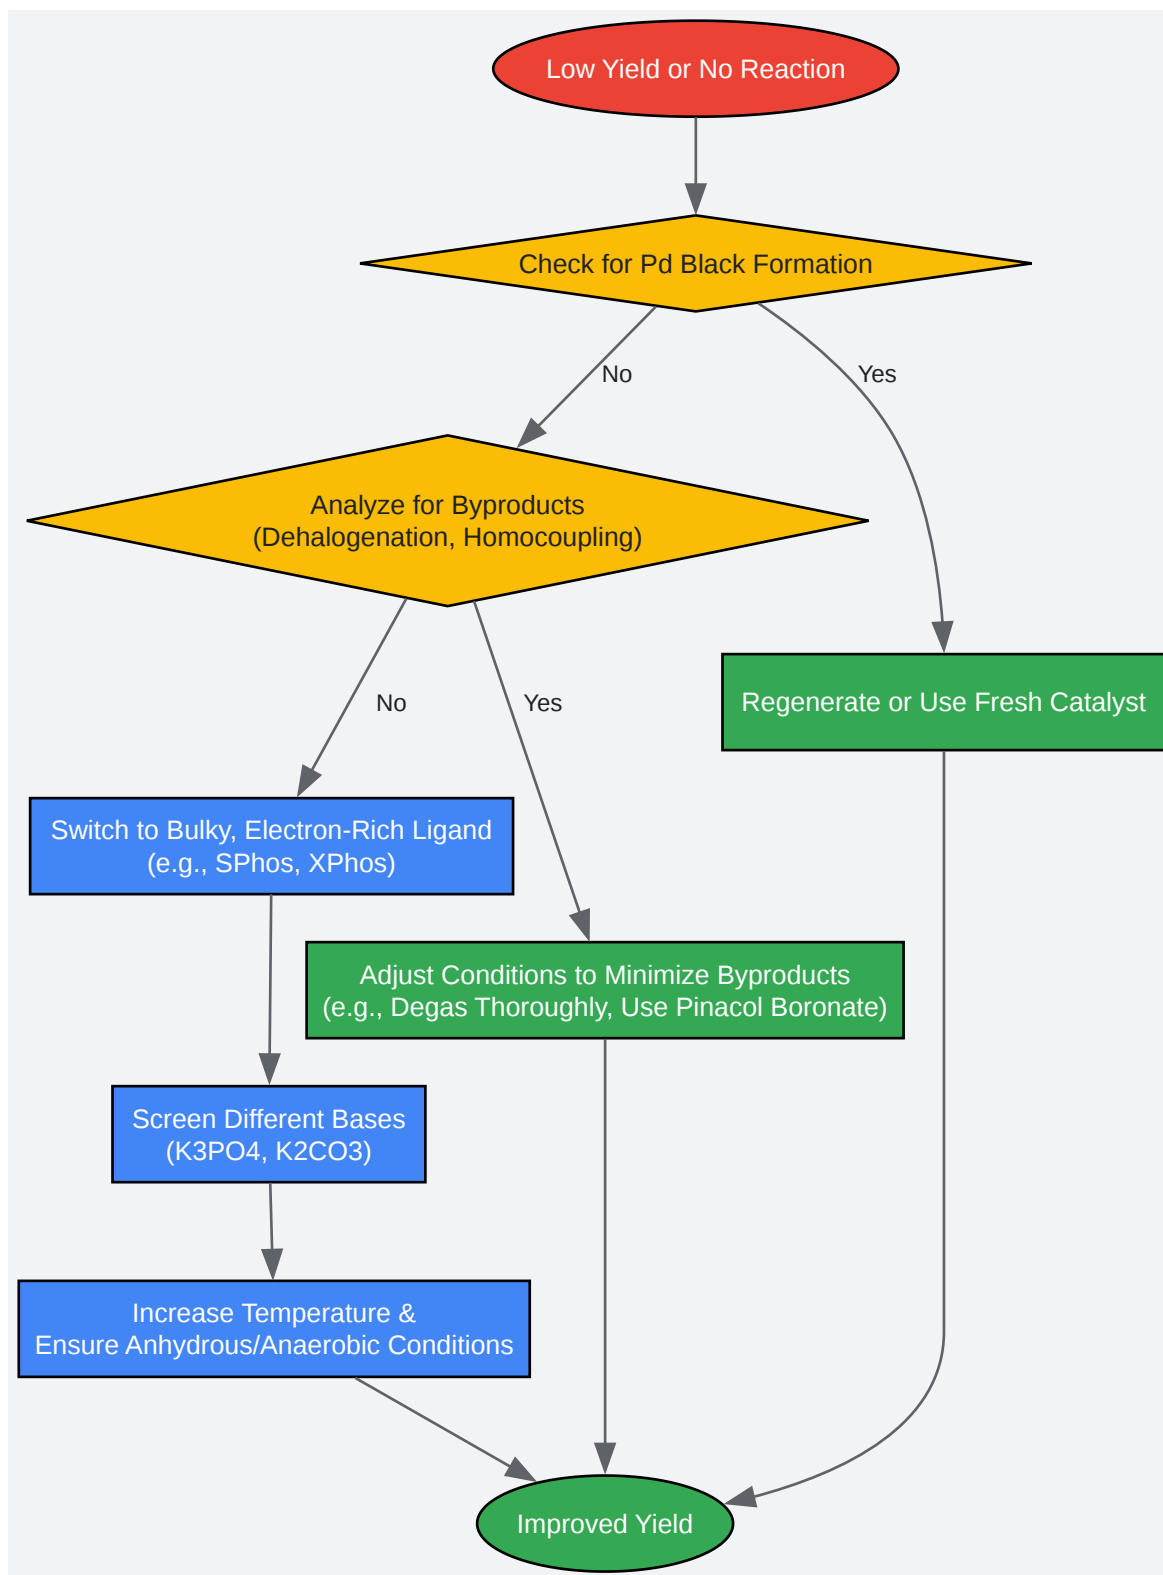 Low Yield or No Reaction
Check for Pd Black Formation
No
Yes
Analyze for Byproducts
(Dehalogenation, Homocoupling)
No
Yes
Regenerate or Use Fresh Catalyst
Switch to Bulky, Electron-Rich Ligand
(e.g., SPhos, XPhos)
Adjust Conditions to Minimize Byproducts
(e.g., Degas Thoroughly, Use Pinacol Boronate)
Screen Different Bases
(K3PO4, K2CO3)
Increase Temperature &
Ensure Anhydrous/Anaerobic Conditions
Improved Yield